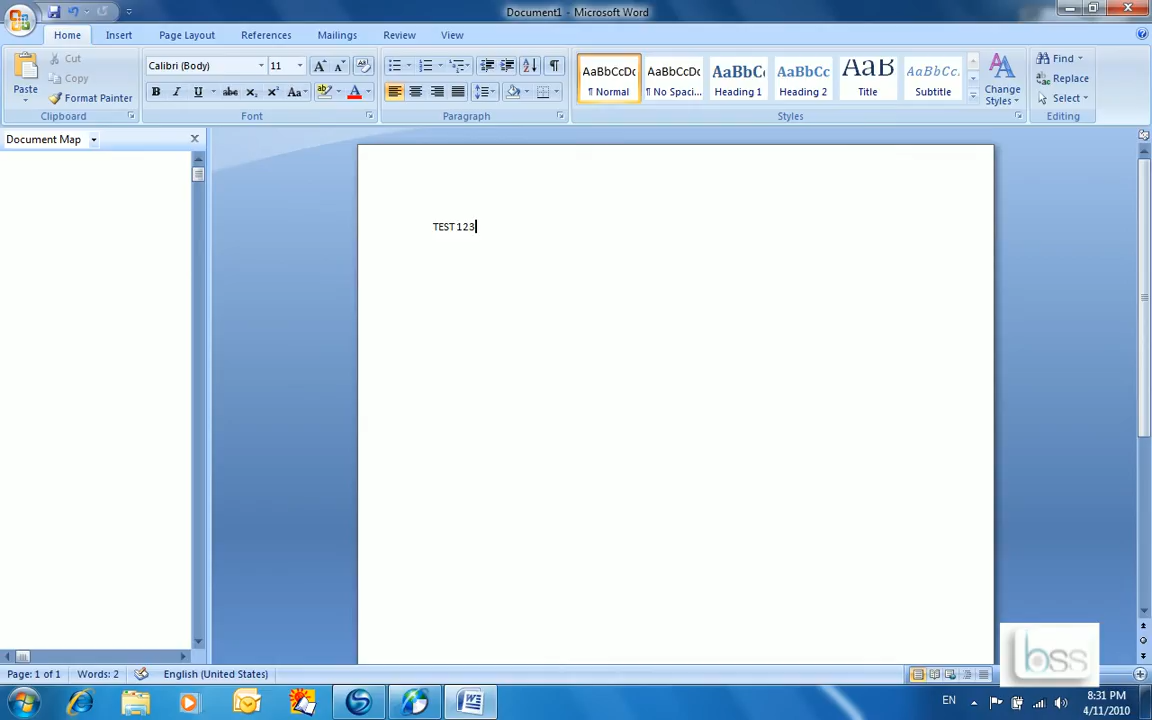 Document1 - Microsoft Word
Home Insert Page Layout References Mailings Review View
Paste
Cut
Copy
Format Painter
Clipboard
Calibri (Body) 11
Font
Paragraph
AaBbCcDc AaBbCcDc AaBbCc AaBbCc AaB AaBbCc.
¶ Normal ¶ No Spaci... Heading 1 Heading 2 Title Subtitle
Change
Styles
Styles
Find
Replace
Select
Editing
Document Map
TEST 123
Page: 1 of 1 Words: 2 English (United States)
bss
EN
8:31 PM
4/11/2010